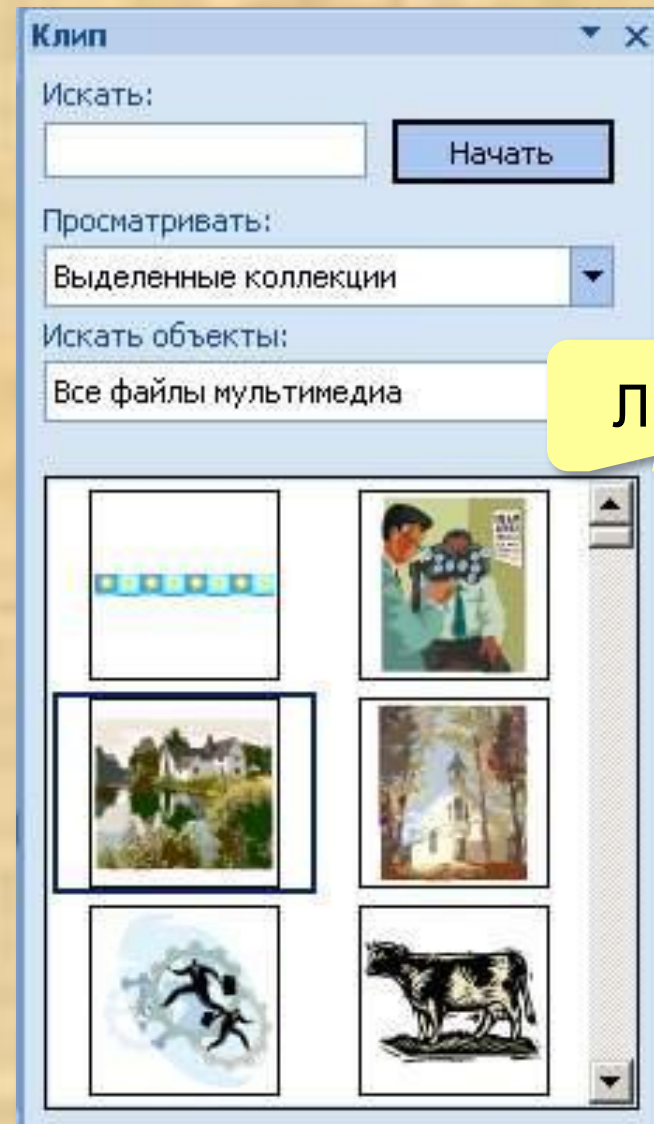 Клип
Искать:
Начать
Просматривать:
Выделенные коллекции
Искать объекты:
Все файлы мультимедиа
Л